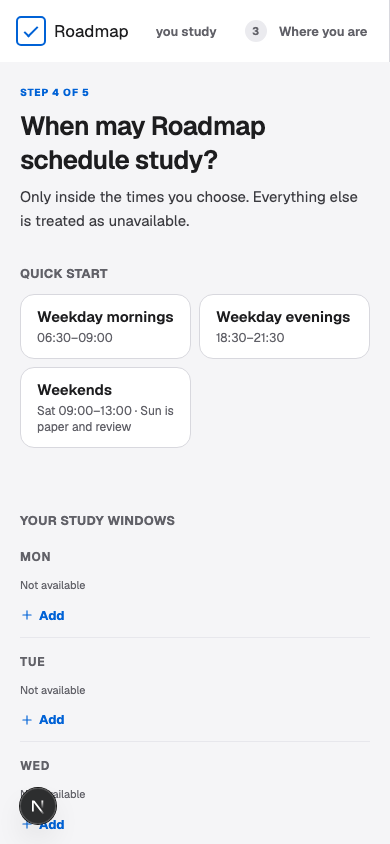 Roadmap
you study
3 Where you are
STEP 4 OF 5
When may Roadmap
schedule study?
Only inside the times you choose. Everything else
is treated as unavailable.
QUICK START
Weekday mornings
06:30–09:00
Weekday evenings
18:30–21:30
Weekends
Sat 09:00–13:00 · Sun is
paper and review
YOUR STUDY WINDOWS
MON
Not available
+ Add
TUE
Not available
+ Add
WED
available
N
+ Add